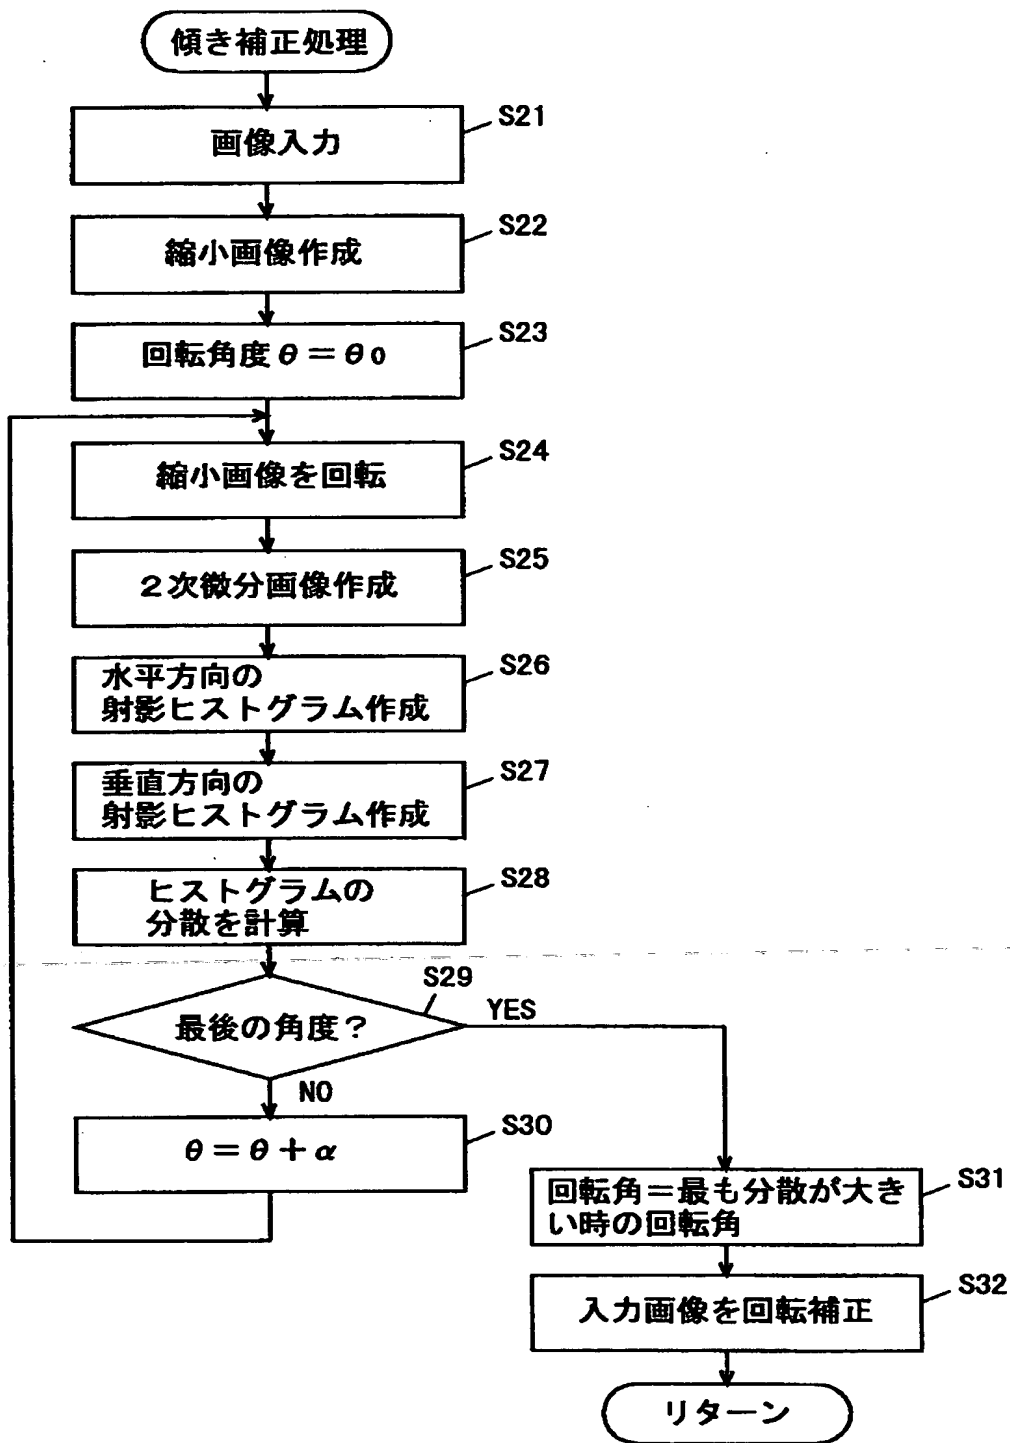 傾き補正処理
S21
画像入力
S22
縮小画像作成
S23
回転角度θ=θ0
S24
縮小画像を回転
S25
2次微分画像作成
S26
水平方向の
射影ヒストグラム作成
S27
垂直方向の
射影ヒストグラム作成
S28
ヒストグラムの
分散を計算
S29
最後の角度?
YES
NO
S30
θ=θ+α
S31
回転角=最も分散が大き
い時の回転角
S32
入力画像を回転補正
リターン